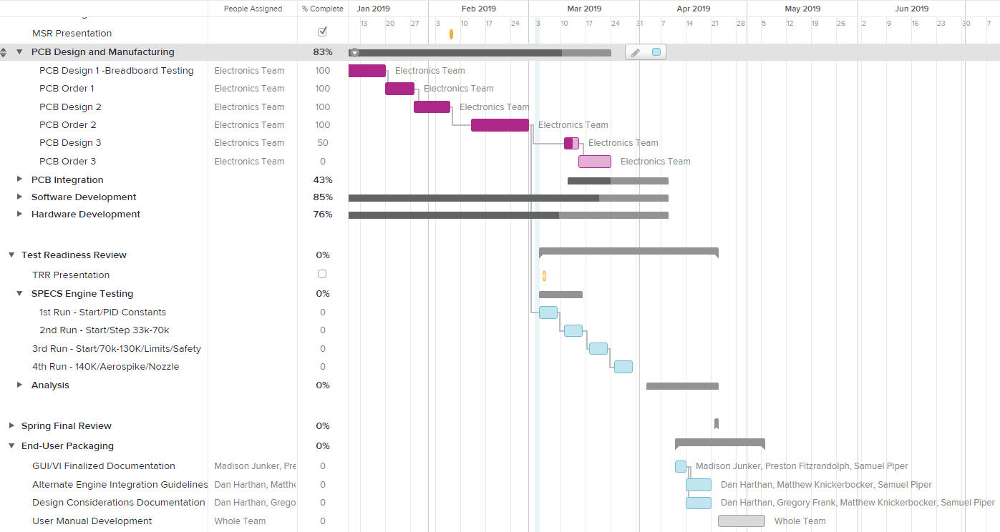 People Assigned % Complete Jan 2019 Feb 2019 Mar 2019 Apr 2019 May 2019 Jun 2019
13 20 27 3 10 17 24 3 10 17 24 31 7 14 21 28 5 12 19 26 2 9 16 23 30 7
MSR Presentation
PCB Design and Manufacturing 83%
PCB Design 1 -Breadboard Testing Electronics Team 100 Electronics Team
PCB Order 1 Electronics Team 100 Electronics Team
PCB Design 2 Electronics Team 100 Electronics Team
PCB Order 2 Electronics Team 100 Electronics Team
PCB Design 3 Electronics Team 50 Electronics Team
PCB Order 3 Electronics Team 0 Electronics Team
PCB Integration 43%
Software Development 85%
Hardware Development 76%
Test Readiness Review 0%
TRR Presentation
SPECS Engine Testing 0%
1st Run - Start/PID Constants 0
2nd Run - Start/Step 33k-70k 0
3rd Run - Start/70k-130K/Limits/Safety 0
4th Run - 140K/Aerospike/Nozzle 0
Analysis 0%
Spring Final Review 0%
End-User Packaging 0%
GUI/VI Finalized Documentation Madison Junker, Pre 0 Madison Junker, Preston Fitzrandolph, Samuel Piper
Alternate Engine Integration Guidelines Dan Harthan, Matthe 0 Dan Harthan, Matthew Knickerbocker, Samuel Piper
Design Considerations Documentation Dan Harthan, Grego 0 Dan Harthan, Gregory Frank, Matthew Knickerbocker, Samuel Piper
User Manual Development Whole Team 0 Whole Team